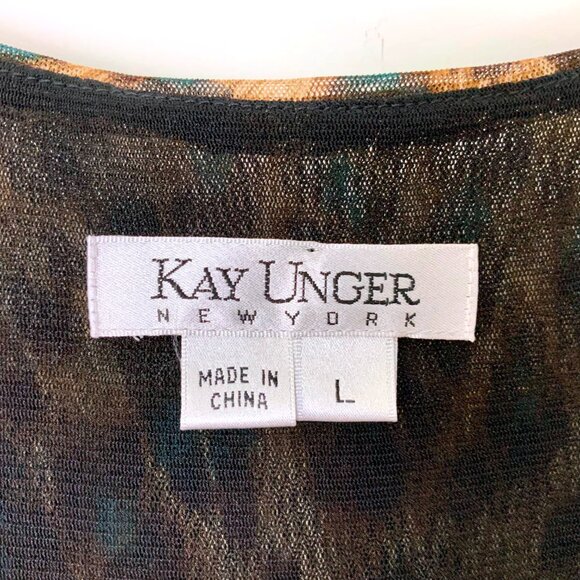 KAY UNGER
NEW YORK
MADE IN
CHINA
L